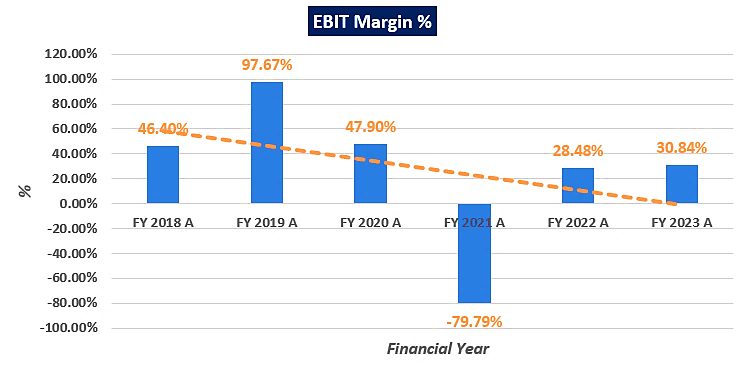 EBIT Margin %
120.00%
100.00%
80.00%
60.00%
40.00%
20.00%
0.00%
-20.00%
-40.00%
-60.00%
-80.00%
-100.00%
%
46.40%
97.67%
47.90%
-79.79%
28.48%
30.84%
FY 2018 A
FY 2019 A
FY 2020 A
FY 2021 A
FY 2022 A
FY 2023 A
Financial Year